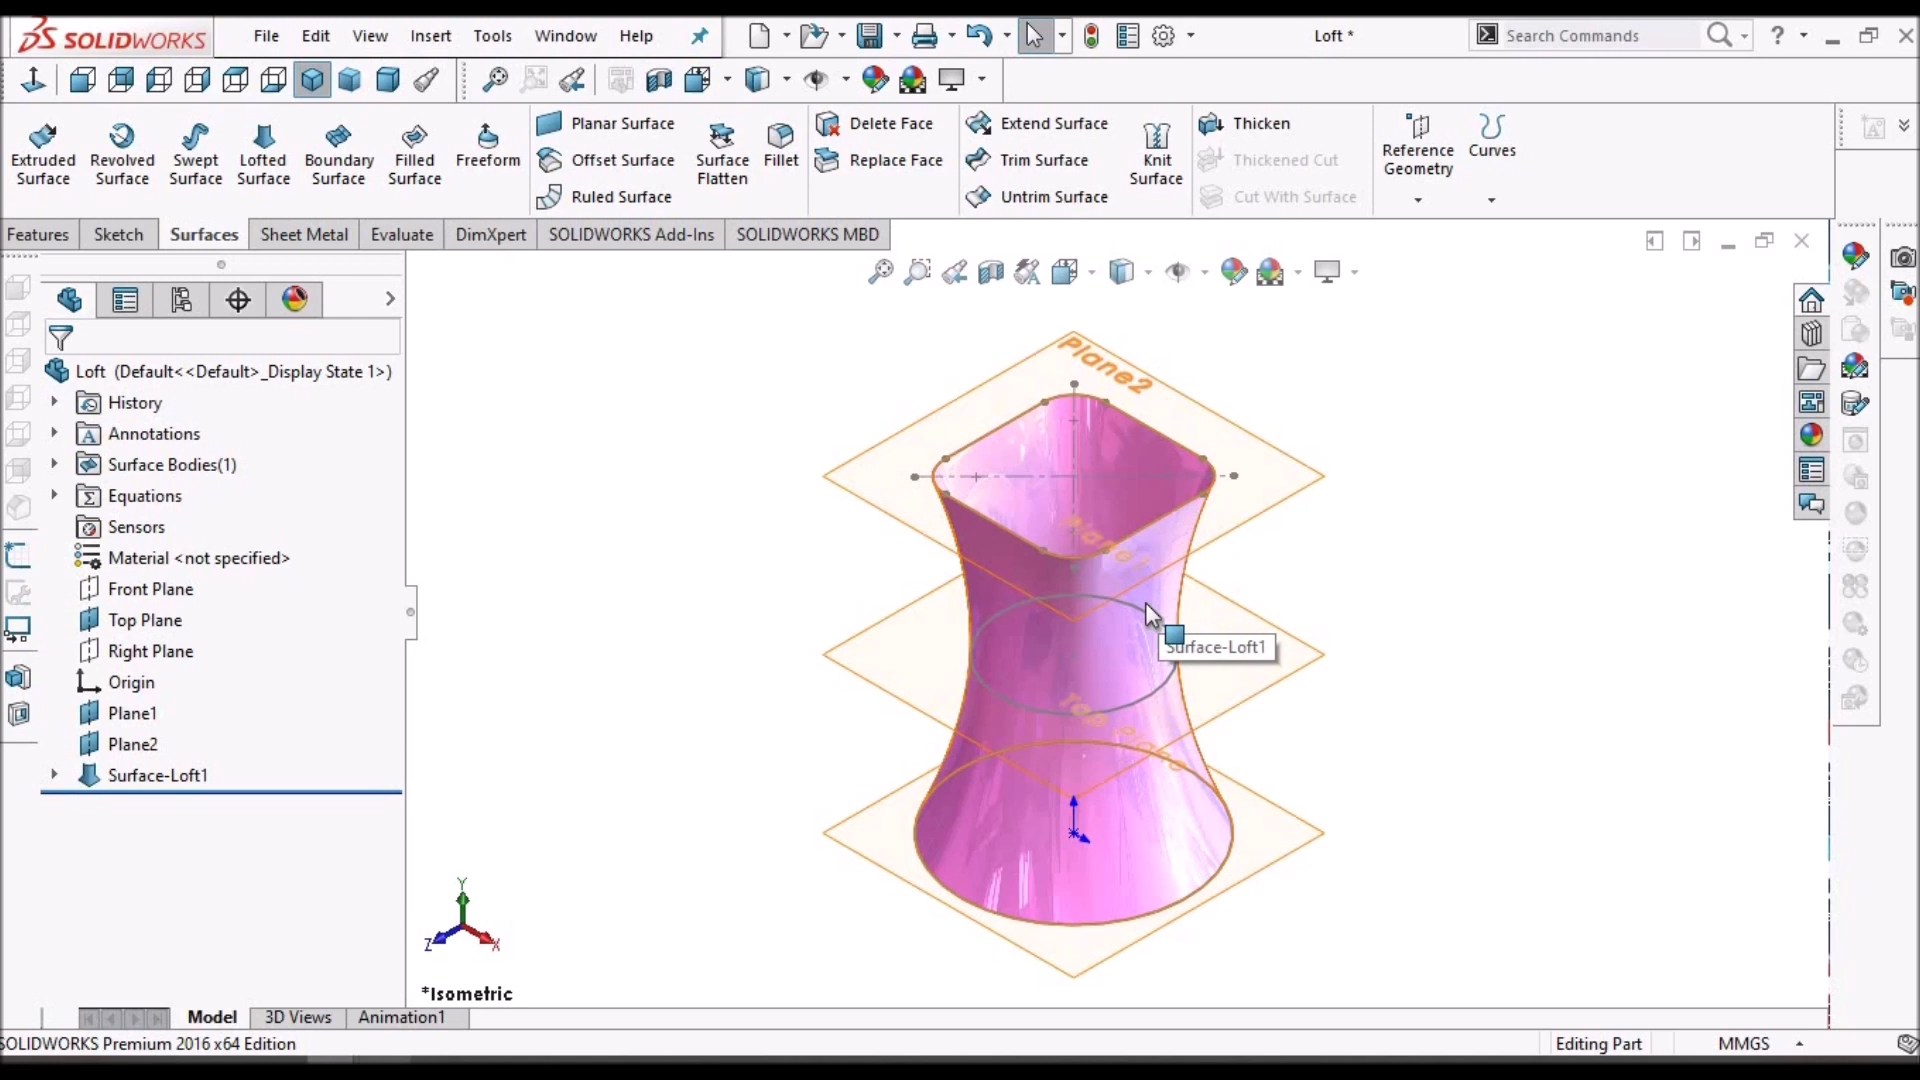 SOLIDWORKS File Edit View Insert Tools Window Help Loft * Search Commands ?
Extruded Surface Revolved Surface Swept Surface Lofted Surface Boundary Surface Filled Surface Freeform
Planar Surface Offset Surface Ruled Surface
Surface Flatten Fillet
Delete Face Replace Face
Extend Surface Trim Surface Untrim Surface
Knit Surface
Thicken Thickened Cut Cut With Surface
Reference Geometry Curves
Features Sketch Surfaces Sheet Metal Evaluate DimXpert SOLIDWORKS Add-Ins SOLIDWORKS MBD
Loft (Default<<Default>_Display State 1>)
History
Annotations
Surface Bodies(1)
Equations
Sensors
Material <not specified>
Front Plane
Top Plane
Right Plane
Origin
Plane1
Plane2
Surface-Loft1
Plane2
Plane1
Surface-Loft1
Top Plane
Y
Z X
*Isometric
Model 3D Views Animation1
SOLIDWORKS Premium 2016 x64 Edition Editing Part MMGS